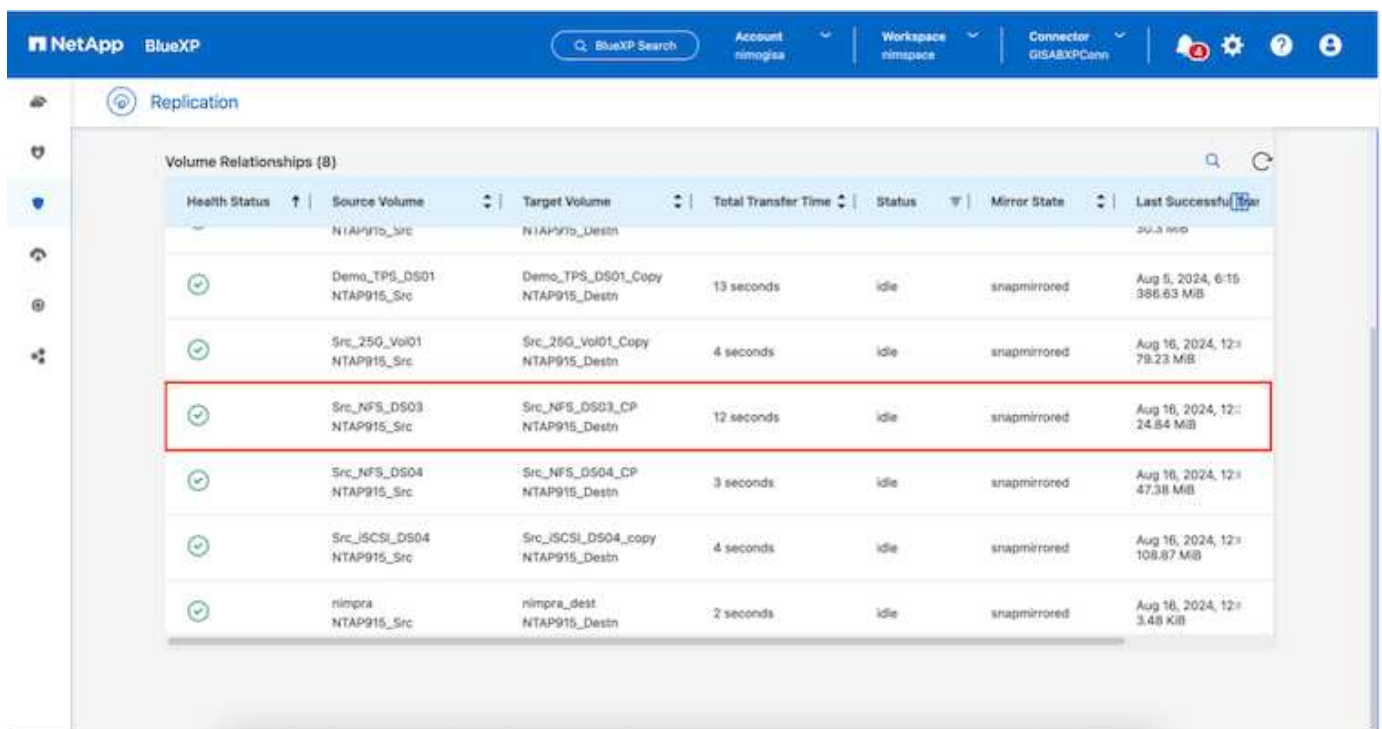 NetApp BlueXP
BlueXP Search
Account
nimogisa
Workspace
nimspace
Connector
GISABXPConn
4
Replication
Volume Relationships (8)
Health Status Source Volume Target Volume Total Transfer Time Status Mirror State Last Successful
NTAP915_Src NTAP915_Destn 30.3 MiB
Demo_TPS_DS01 Demo_TPS_DS01_Copy 13 seconds idle snapmirrored Aug 5, 2024, 6:15
NTAP915_Src NTAP915_Destn 386.63 MiB
Src_25G_Vol01 Src_25G_Vol01_Copy 4 seconds idle snapmirrored Aug 16, 2024, 12:
NTAP915_Src NTAP915_Destn 79.23 MiB
Src_NFS_DS03 Src_NFS_DS03_CP 12 seconds idle snapmirrored Aug 16, 2024, 12:
NTAP915_Src NTAP915_Destn 24.84 MiB
Src_NFS_DS04 Src_NFS_DS04_CP 3 seconds idle snapmirrored Aug 16, 2024, 12:
NTAP915_Src NTAP915_Destn 47.38 MiB
Src_iSCSI_DS04 Src_iSCSI_DS04_copy 4 seconds idle snapmirrored Aug 16, 2024, 12:
NTAP915_Src NTAP915_Destn 108.87 MiB
nimpra nimpra_dest 2 seconds idle snapmirrored Aug 16, 2024, 12:
NTAP915_Src NTAP915_Destn 3.48 KiB